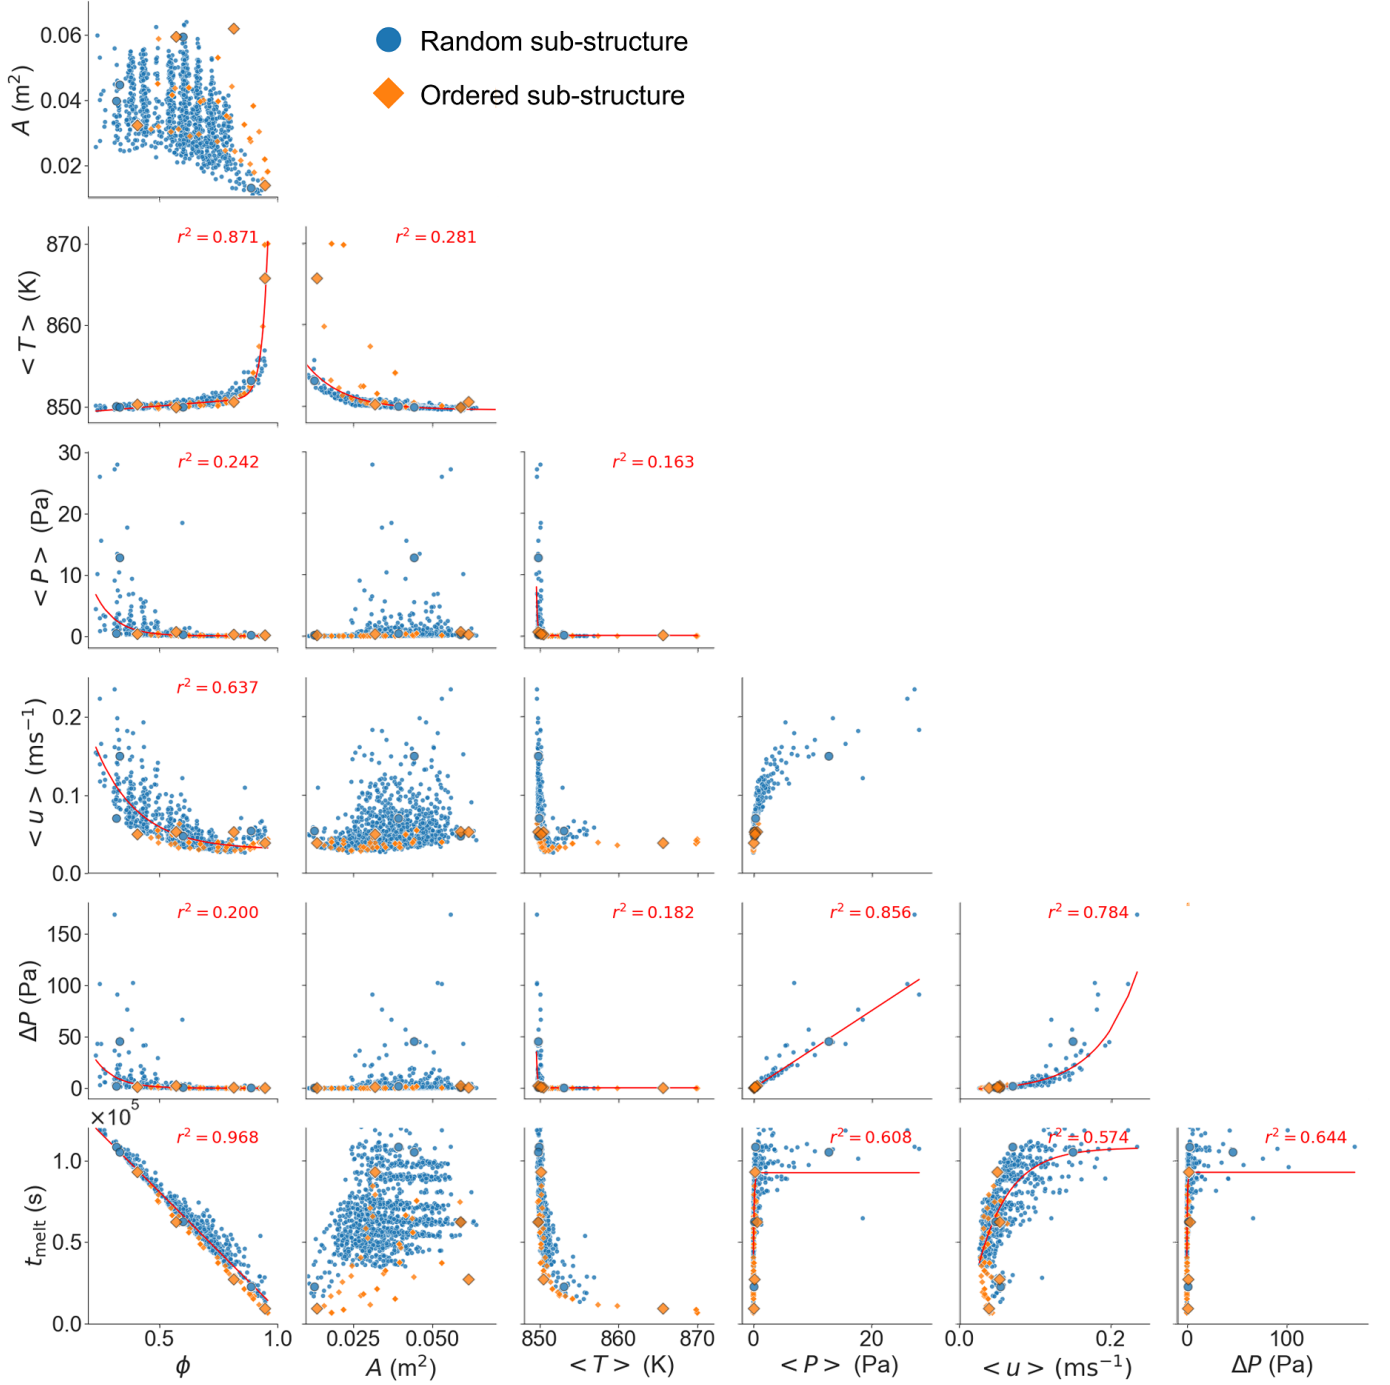 0.06
0.04
0.02
A (m²)
Random sub-structure
Ordered sub-structure
870
860
850
< T > (K)
r² = 0.871
r² = 0.281
30
20
10
0
< P > (Pa)
r² = 0.242
r² = 0.163
0.2
0.1
0.0
< u > (ms⁻¹)
r² = 0.637
150
100
50
0
ΔP (Pa)
r² = 0.200
r² = 0.182
r² = 0.856
r² = 0.784
×10⁵
1.0
0.5
0.0
t_melt (s)
r² = 0.968
r² = 0.608
r² = 0.574
r² = 0.644
0.5 1.0
0.025 0.050
850 860 870
0 20
0.0 0.2
0 100
ϕ
A (m²)
< T > (K)
< P > (Pa)
< u > (ms⁻¹)
ΔP (Pa)